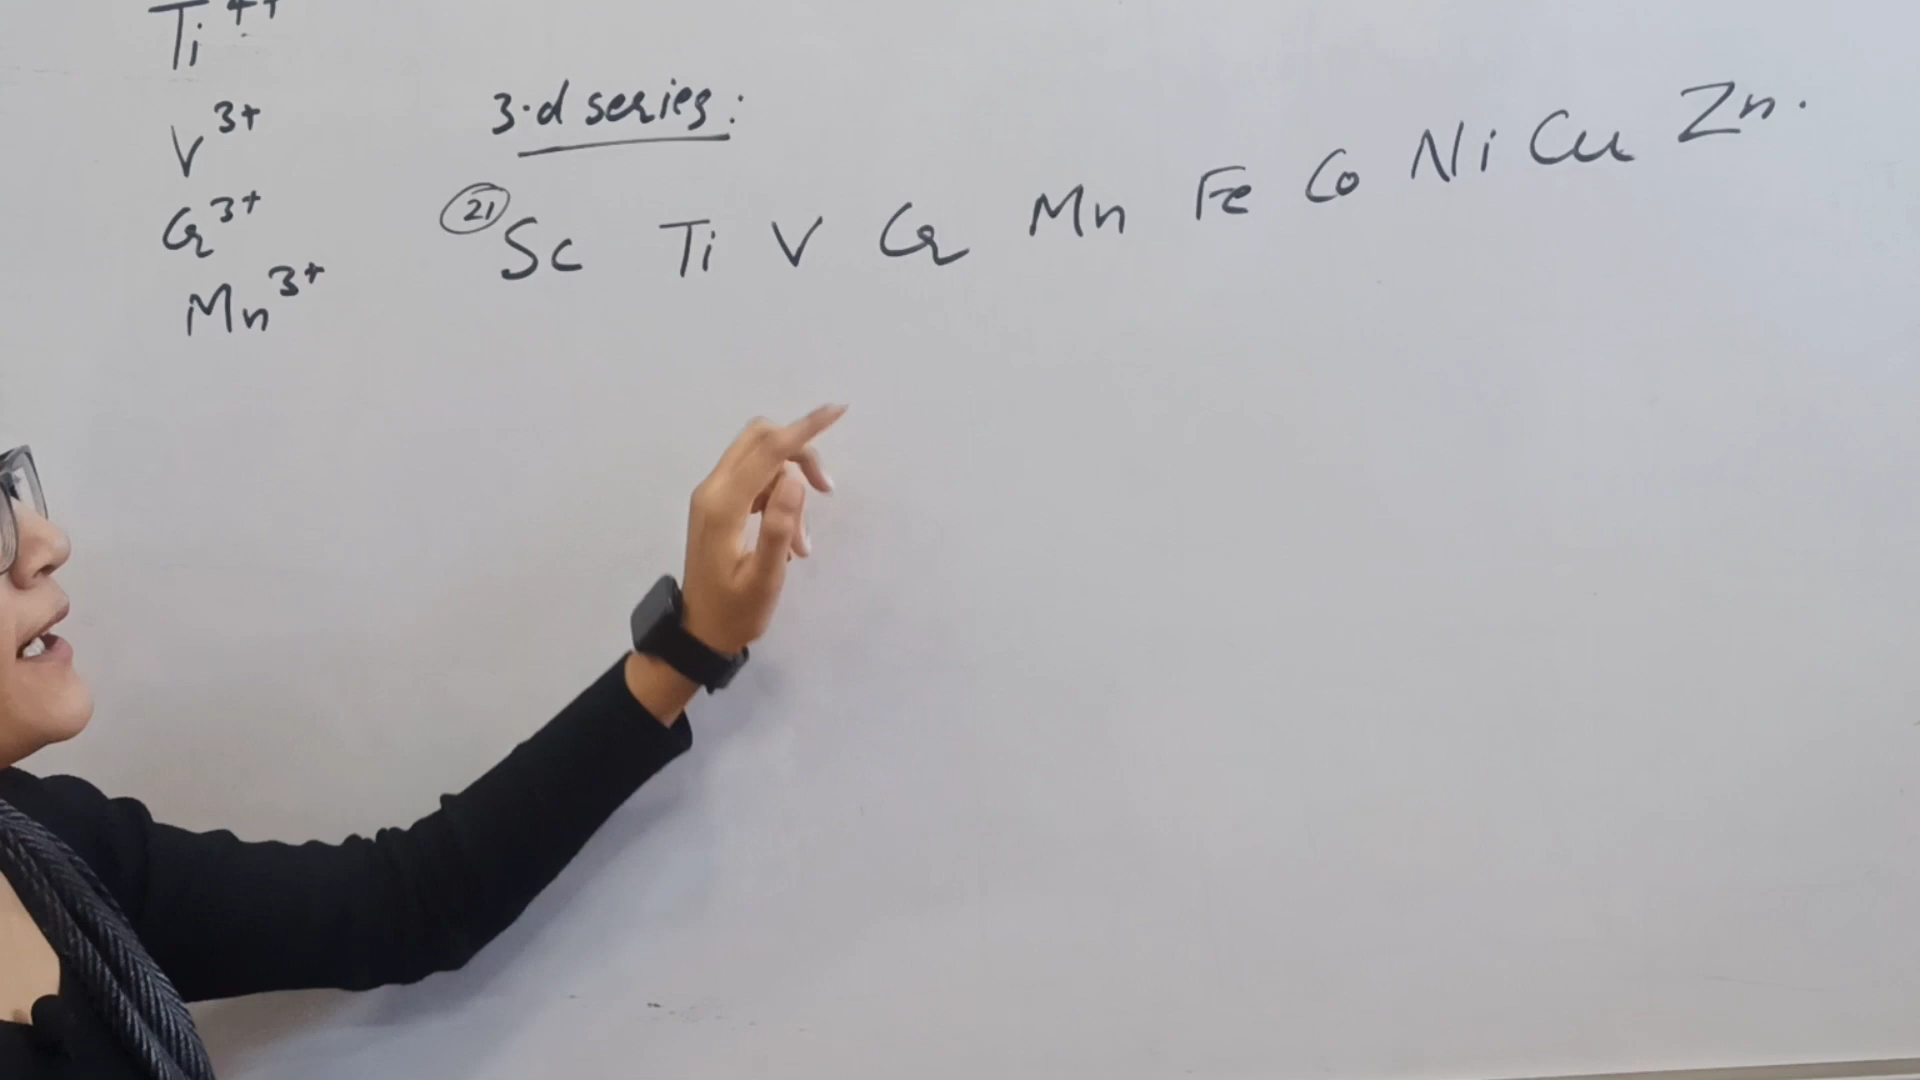 Ti⁴⁺
V³⁺
Cr³⁺
Mn³⁺
3-d series:
21 Sc Ti V Cr Mn Fe Co Ni Cu Zn.